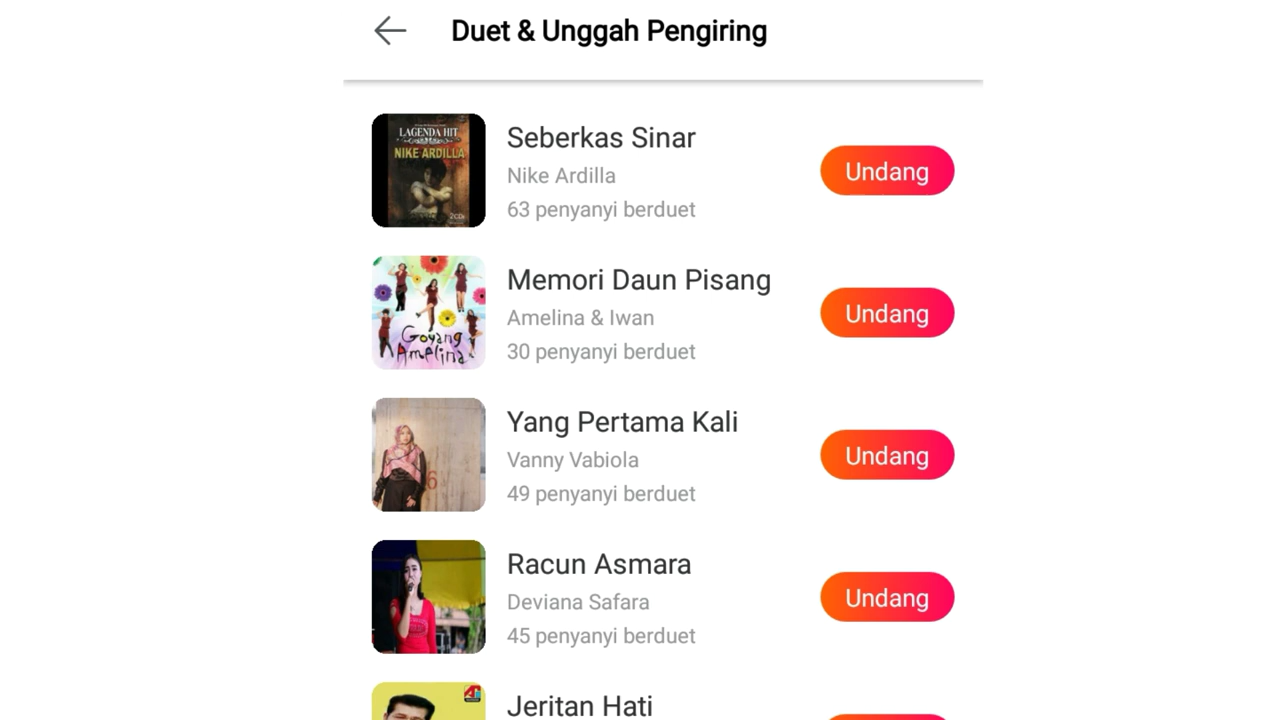 Duet & Unggah Pengiring
LAGENDA HIT
NIKE ARDILLA
2CDs
Seberkas Sinar
Nike Ardilla
63 penyanyi berduet
Undang
Goyang
Amelina
Memori Daun Pisang
Amelina & Iwan
30 penyanyi berduet
Undang
6
Yang Pertama Kali
Vanny Vabiola
49 penyanyi berduet
Undang
Racun Asmara
Deviana Safara
45 penyanyi berduet
Undang
Jeritan Hati